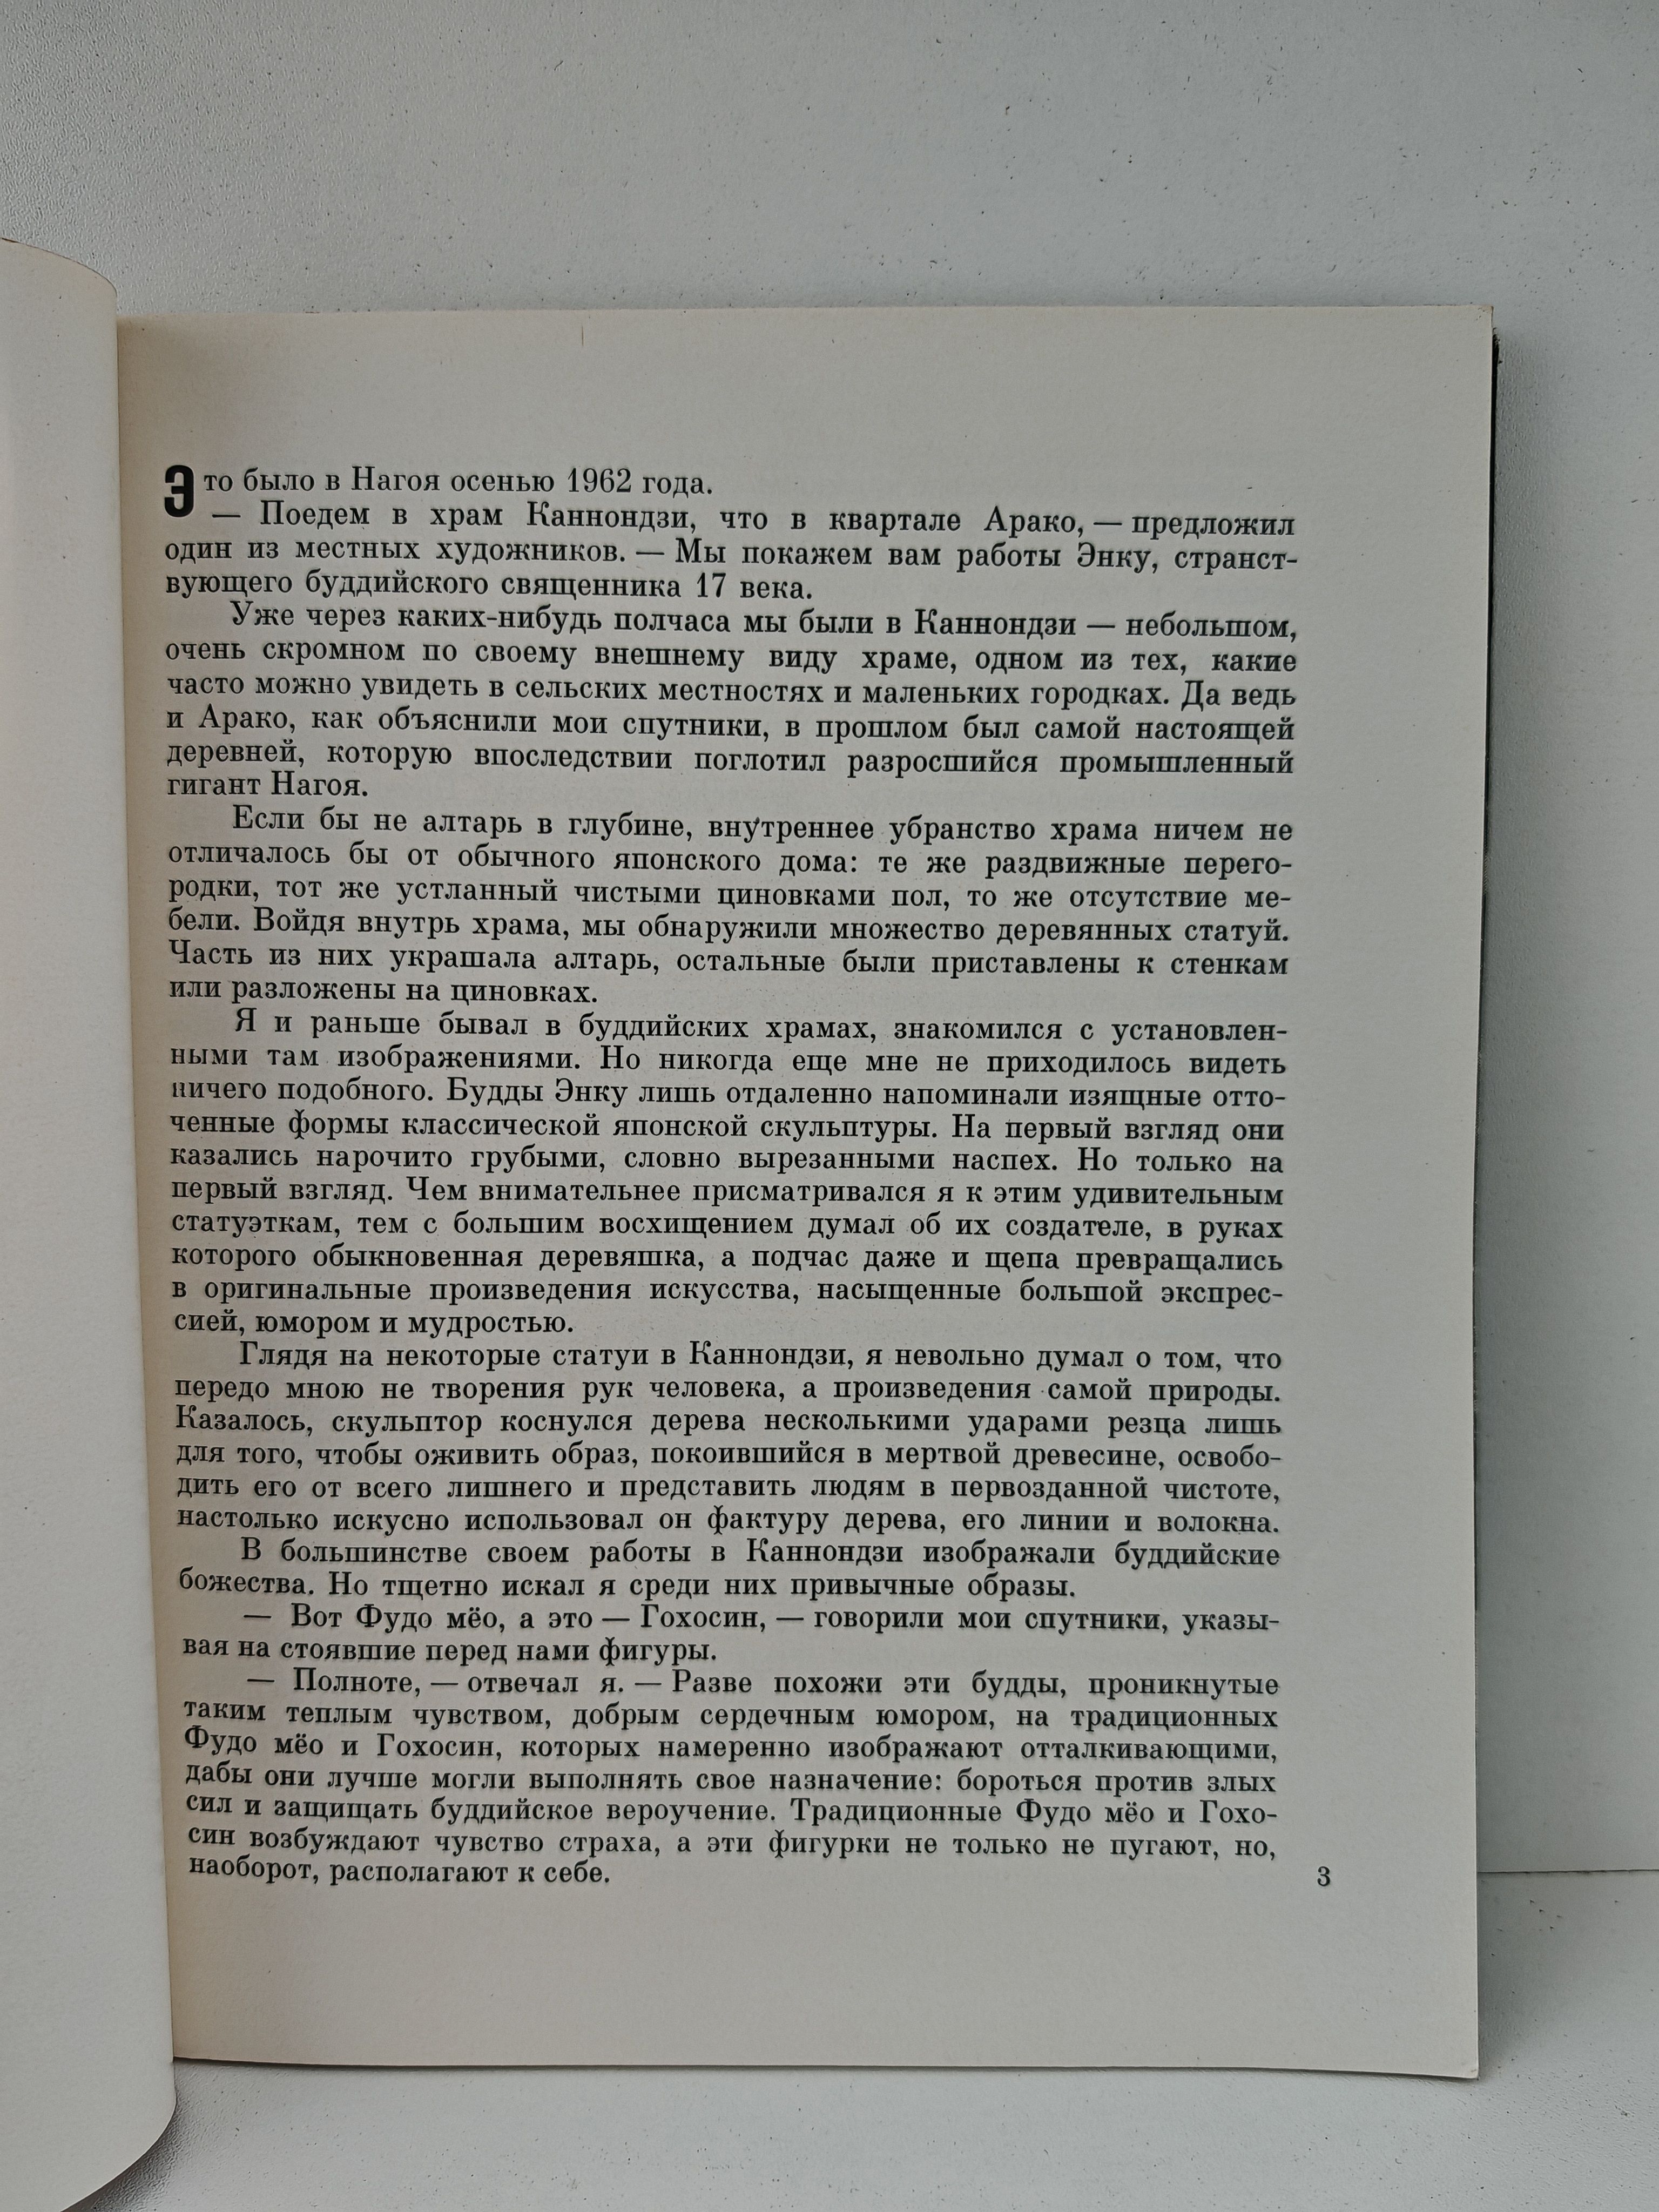 Это было в Нагоя осенью 1962 года.
— Поедем в храм Каннондзи, что в квартале Арако, — предложил
один из местных художников. — Мы покажем вам работы Энку, странст-
вующего буддийского священника 17 века.
Уже через каких-нибудь полчаса мы были в Каннондзи — небольшом,
очень скромном по своему внешнему виду храме, одном из тех, какие
часто можно увидеть в сельских местностях и маленьких городках. Да ведь
и Арако, как объяснили мои спутники, в прошлом был самой настоящей
деревней, которую впоследствии поглотил разросшийся промышленный
гигант Нагоя.
Если бы не алтарь в глубине, внутреннее убранство храма ничем не
отличалось бы от обычного японского дома: те же раздвижные перего-
родки, тот же устланный чистыми циновками пол, то же отсутствие ме-
бели. Войдя внутрь храма, мы обнаружили множество деревянных статуй.
Часть из них украшала алтарь, остальные были приставлены к стенкам
или разложены на циновках.
Я и раньше бывал в буддийских храмах, знакомился с установлен-
ными там изображениями. Но никогда еще мне не приходилось видеть
ничего подобного. Будды Энку лишь отдаленно напоминали изящные отто-
ченные формы классической японской скульптуры. На первый взгляд они
казались нарочито грубыми, словно вырезанными наспех. Но только на
первый взгляд. Чем внимательнее присматривался я к этим удивительным
статуэткам, тем с большим восхищением думал об их создателе, в руках
которого обыкновенная деревяшка, а подчас даже и щепа превращались
в оригинальные произведения искусства, насыщенные большой экспрес-
сией, юмором и мудростью.
Глядя на некоторые статуи в Каннондзи, я невольно думал о том, что
передо мною не творения рук человека, а произведения самой природы.
Казалось, скульптор коснулся дерева несколькими ударами резца лишь
для того, чтобы оживить образ, покоившийся в мертвой древесине, освобо-
дить его от всего лишнего и представить людям в первозданной чистоте,
настолько искусно использовал он фактуру дерева, его линии и волокна.
В большинстве своем работы в Каннондзи изображали буддийские
божества. Но тщетно искал я среди них привычные образы.
— Вот Фудо мёо, а это — Гохосин, — говорили мои спутники, указы-
вая на стоявшие перед нами фигуры.
— Полноте, — отвечал я. — Разве похожи эти будды, проникнутые
таким теплым чувством, добрым сердечным юмором, на традиционных
Фудо мёо и Гохосин, которых намеренно изображают отталкивающими,
дабы они лучше могли выполнять свое назначение: бороться против злых
сил и защищать буддийское вероучение. Традиционные Фудо мёо и Гохо-
син возбуждают чувство страха, а эти фигурки не только не пугают, но,
наоборот, располагают к себе.
3